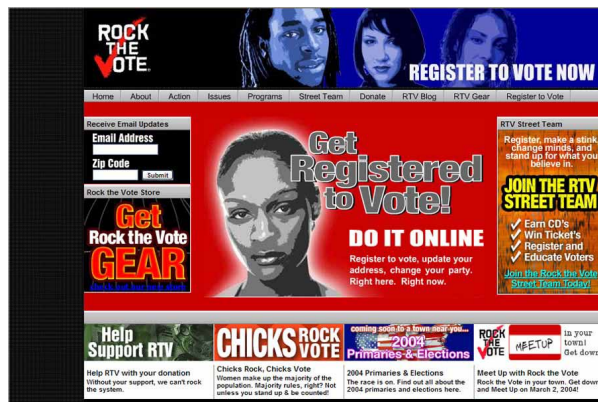 ROCK
THE
VOTE
REGISTER TO VOTE NOW
Home About Action Issues Programs Street Team Donate RTV Blog RTV Gear Register to Vote
Receive Email Updates
Email Address
Zip Code
Submit
Rock the Vote Store
Get
Rock the Vote
GEAR
Get
Registered
to Vote!
DO IT ONLINE
Register to vote, update your
address, change your party.
Right here. Right now.
RTV Street Team
Register, make a stink,
change minds, and
stand up for what you
believe in.
JOIN THE RTV
STREET TEAM
Earn CD's
Win Ticket's
Register and
Educate Voters
Join the Rock the Vote
Street Team Today!
Help
Support RTV
Help RTV with your donation
Without your support, we can't rock
the system.
CHICKS ROCK
VOTE
Chicks Rock, Chicks Vote
Women make up the majority of the
population. Majority rules, right? Not
unless you stand up & be counted!
coming soon to a town near you...
2004
Primaries & Elections
2004 Primaries & Elections
The race is on. Find out all about the
2004 primaries and elections here.
ROCK
THE
VOTE
MEETUP
in your
town!
Get down
Meet Up with Rock the Vote
Rock the Vote in your town. Get down
and Meet Up on March 2, 2004!